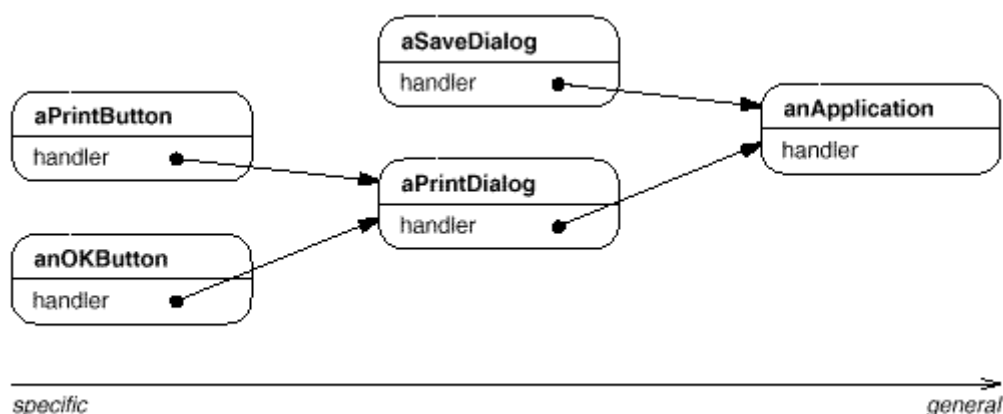 aSaveDialog
handler
aPrintButton
handler
anApplication
handler
aPrintDialog
handler
anOKButton
handler
specific
general